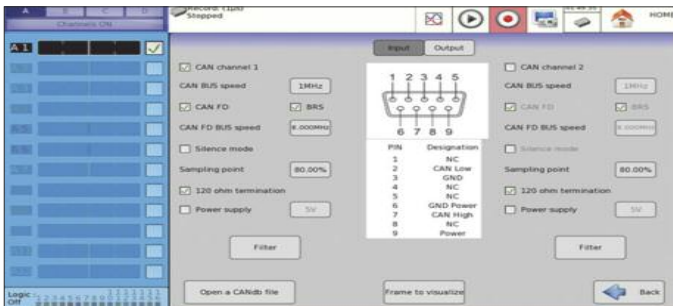 A B C D
Channels ON
Stopped
HOME
A 1
Input Output
CAN channel 1
CAN BUS speed 1MHz
CAN FD BRS
CAN FD BUS speed 8.000MHz
Silence mode
Sampling point 80.00%
120 ohm termination
Power supply 5V
Filter
1 2 3 4 5
6 7 8 9
PIN Designation
1 NC
2 CAN Low
3 GND
4 NC
5 NC
6 GND Power
7 CAN High
8 NC
9 Power
CAN channel 2
CAN BUS speed 1MHz
CAN FD BRS
CAN FD BUS speed 8.000MHz
Silence mode
Sampling point 80.00%
120 ohm termination
Power supply 5V
Filter
Logic
Off
Open a CANdb file
Frame to visualize
Back